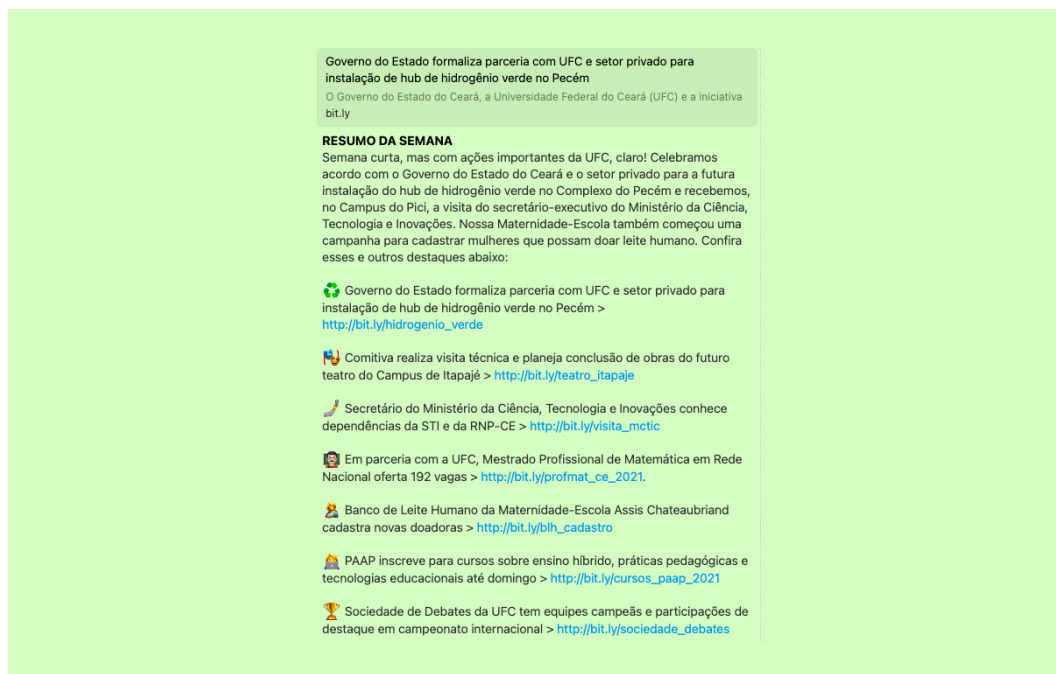 Governo do Estado formaliza parceria com UFC e setor privado para
instalação de hub de hidrogênio verde no Pecém
O Governo do Estado do Ceará, a Universidade Federal do Ceará (UFC) e a iniciativa
bit.ly
RESUMO DA SEMANA
Semana curta, mas com ações importantes da UFC, claro! Celebramos
acordo com o Governo do Estado do Ceará e o setor privado para a futura
instalação do hub de hidrogênio verde no Complexo do Pecém e recebemos,
no Campus do Pici, a visita do secretário-executivo do Ministério da Ciência,
Tecnologia e Inovações. Nossa Maternidade-Escola também começou uma
campanha para cadastrar mulheres que possam doar leite humano. Confira
esses e outros destaques abaixo:
♻️ Governo do Estado formaliza parceria com UFC e setor privado para
instalação de hub de hidrogênio verde no Pecém >
http://bit.ly/hidrogenio_verde
🎭 Comitiva realiza visita técnica e planeja conclusão de obras do futuro
teatro do Campus de Itapajé > http://bit.ly/teatro_itapaje
🤳 Secretário do Ministério da Ciência, Tecnologia e Inovações conhece
dependências da STI e da RNP-CE > http://bit.ly/visita_mctic
👨🏻‍🏫 Em parceria com a UFC, Mestrado Profissional de Matemática em Rede
Nacional oferta 192 vagas > http://bit.ly/profmat_ce_2021.
🤱 Banco de Leite Humano da Maternidade-Escola Assis Chateaubriand
cadastra novas doadoras > http://bit.ly/blh_cadastro
🧑‍💻 PAAP inscreve para cursos sobre ensino híbrido, práticas pedagógicas e
tecnologias educacionais até domingo > http://bit.ly/cursos_paap_2021
🏆 Sociedade de Debates da UFC tem equipes campeãs e participações de
destaque em campeonato internacional > http://bit.ly/sociedade_debates